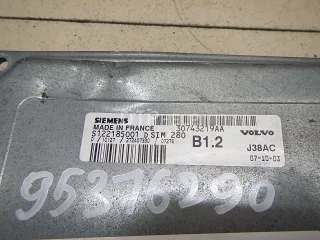 SIEMENS
MADE IN FRANCE 30743219AA VOLVO
S122185001 D SIM 280
B1.2 J38AC
07-10-03
95376290